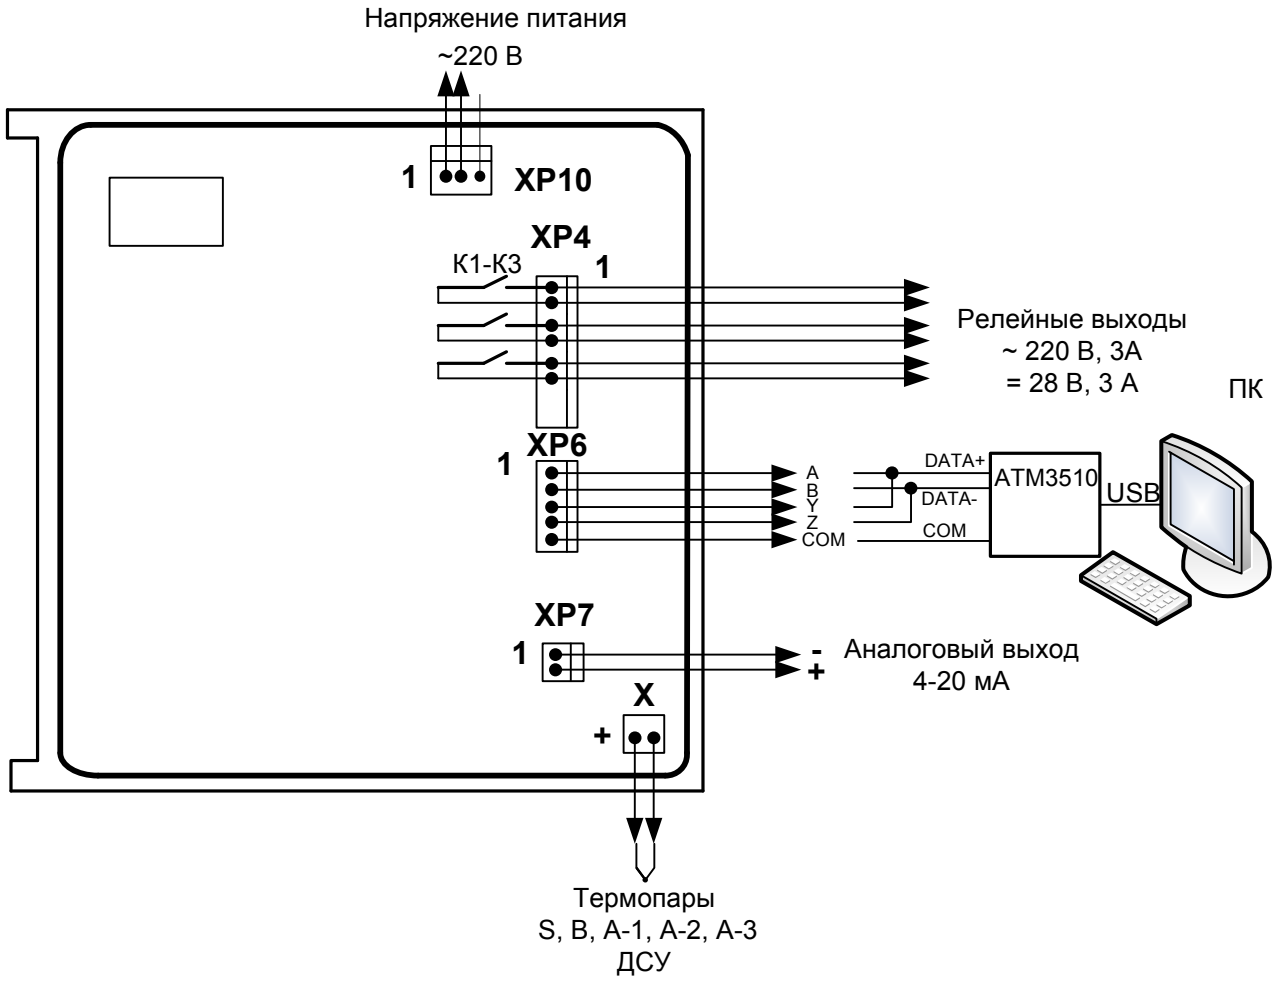 Напряжение питания
~220 В
1
XP10
XP4
К1-К3
1
Релейные выходы
~ 220 В, 3А
= 28 В, 3 А
ПК
XP6
1
A
B
Y
Z
COM
DATA+
DATA-
COM
ATM3510
USB
XP7
1
-
+
Аналоговый выход
4-20 мА
X
+
Термопары
S, B, A-1, A-2, A-3
ДСУ